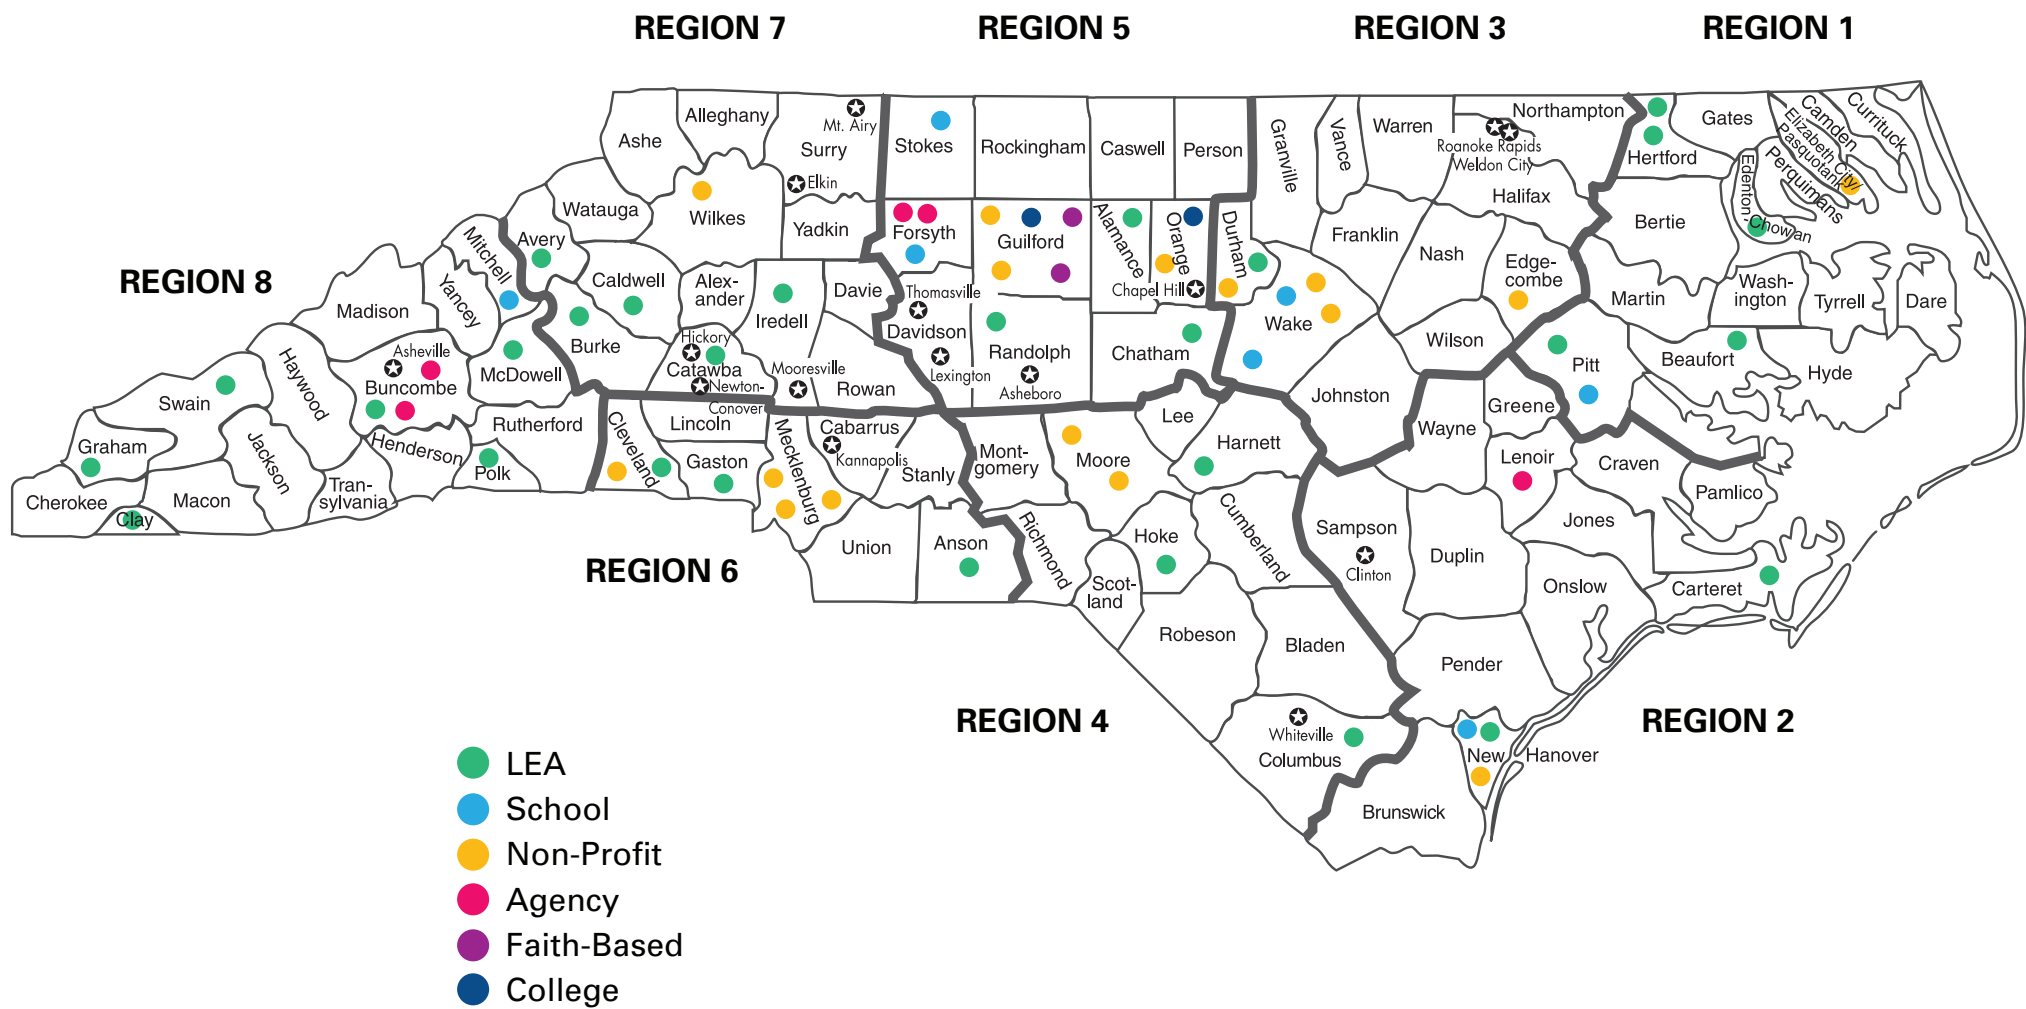 REGION 7
REGION 5
REGION 3
REGION 1
REGION 8
REGION 6
REGION 4
REGION 2
Ashe
Alleghany
Mt. Airy
Surry
Elkin
Wilkes
Watauga
Yadkin
Avery
Caldwell
Alex-
ander
Iredell
Davie
Burke
Hickory
Catawba
Newton-
Conover
Mooresville
Rowan
Mitchell
Yancey
Madison
Asheville
Buncombe
McDowell
Haywood
Swain
Graham
Cherokee
Clay
Macon
Jackson
Tran-
sylvania
Henderson
Polk
Rutherford
Cleveland
Lincoln
Gaston
Mecklenburg
Cabarrus
Kannapolis
Stanly
Union
Anson
Stokes
Rockingham
Caswell
Person
Forsyth
Guilford
Alamance
Orange
Chapel Hill
Thomasville
Davidson
Lexington
Randolph
Asheboro
Chatham
Granville
Vance
Warren
Northampton
Roanoke Rapids
Weldon City
Halifax
Durham
Franklin
Nash
Edge-
combe
Wake
Wilson
Johnston
Hertford
Gates
Camden
Currituck
Elizabeth City/
Pasquotank
Perquimans
Edenton-
Chowan
Bertie
Martin
Wash-
ington
Tyrrell
Dare
Beaufort
Hyde
Pitt
Mont-
gomery
Moore
Lee
Harnett
Richmond
Scot-
land
Hoke
Cumberland
Robeson
Bladen
Whiteville
Columbus
Greene
Wayne
Lenoir
Craven
Pamlico
Jones
Sampson
Clinton
Duplin
Onslow
Carteret
Pender
New Hanover
Brunswick
LEA
School
Non-Profit
Agency
Faith-Based
College